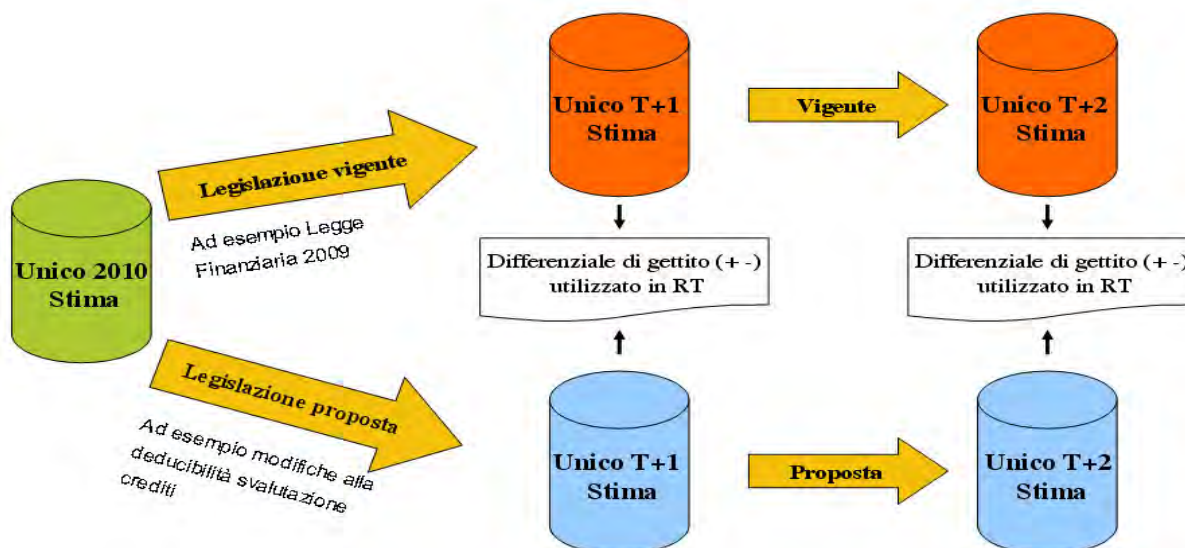 Unico 2010
Stima
Legislazione vigente
Ad esempio Legge
Finanziaria 2009
Legislazione proposta
Ad esempio modifiche alla
deducibilità svalutazione
crediti
Unico T+1
Stima
Vigente
Unico T+2
Stima
Differenziale di gettito (+ -)
utilizzato in RT
Differenziale di gettito (+ -)
utilizzato in RT
Unico T+1
Stima
Proposta
Unico T+2
Stima